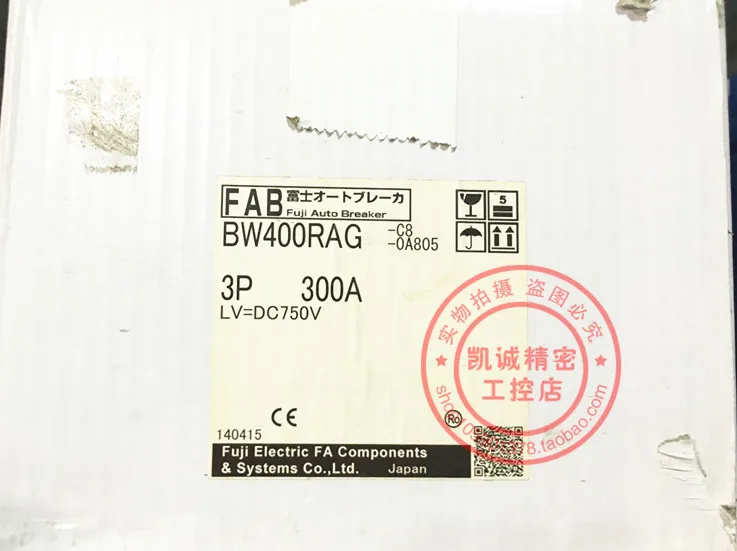 FAB 富士オートブレーカ
Fuji Auto Breaker
5
BW400RAG -C8
-0A805
3P 300A
LV=DC750V
CE
Ro
140415
Fuji Electric FA Components
& Systems Co.,Ltd. Japan
实物拍摄 盗图必究
凯诚精密
工控店
.taobao.com